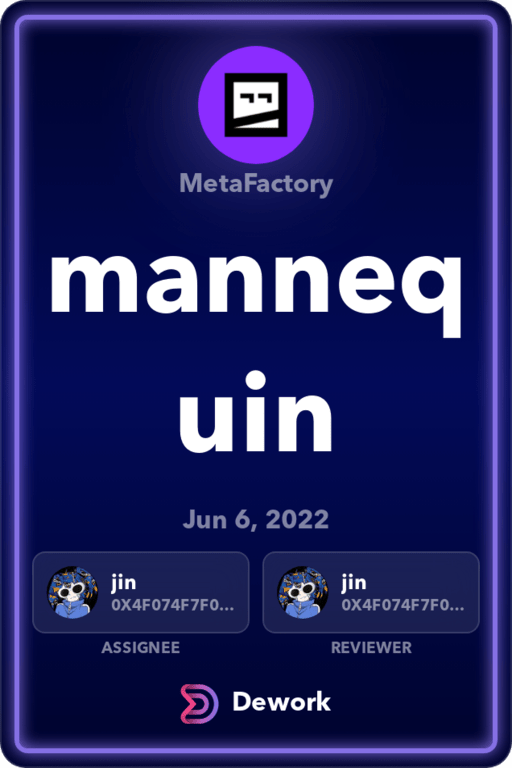 MetaFactory
manneq
uin
Jun 6, 2022
jin
0X4F074F7F0...
ASSIGNEE
jin
0X4F074F7F0...
REVIEWER
Dework